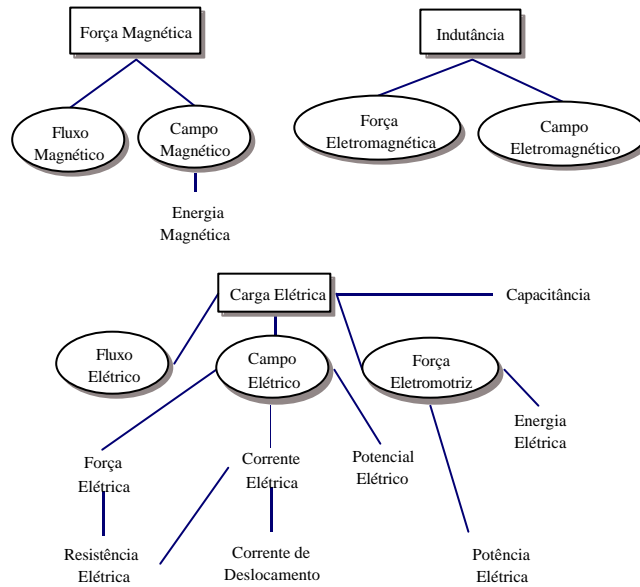 Força Magnética
Indutância
Fluxo
Magnético
Campo
Magnético
Força
Eletromagnética
Campo
Eletromagnético
Energia
Magnética
Carga Elétrica
Capacitância
Fluxo
Elétrico
Campo
Elétrico
Força
Eletromotriz
Energia
Elétrica
Força
Elétrica
Corrente
Elétrica
Potencial
Elétrico
Resistência
Elétrica
Corrente de
Deslocamento
Potência
Elétrica